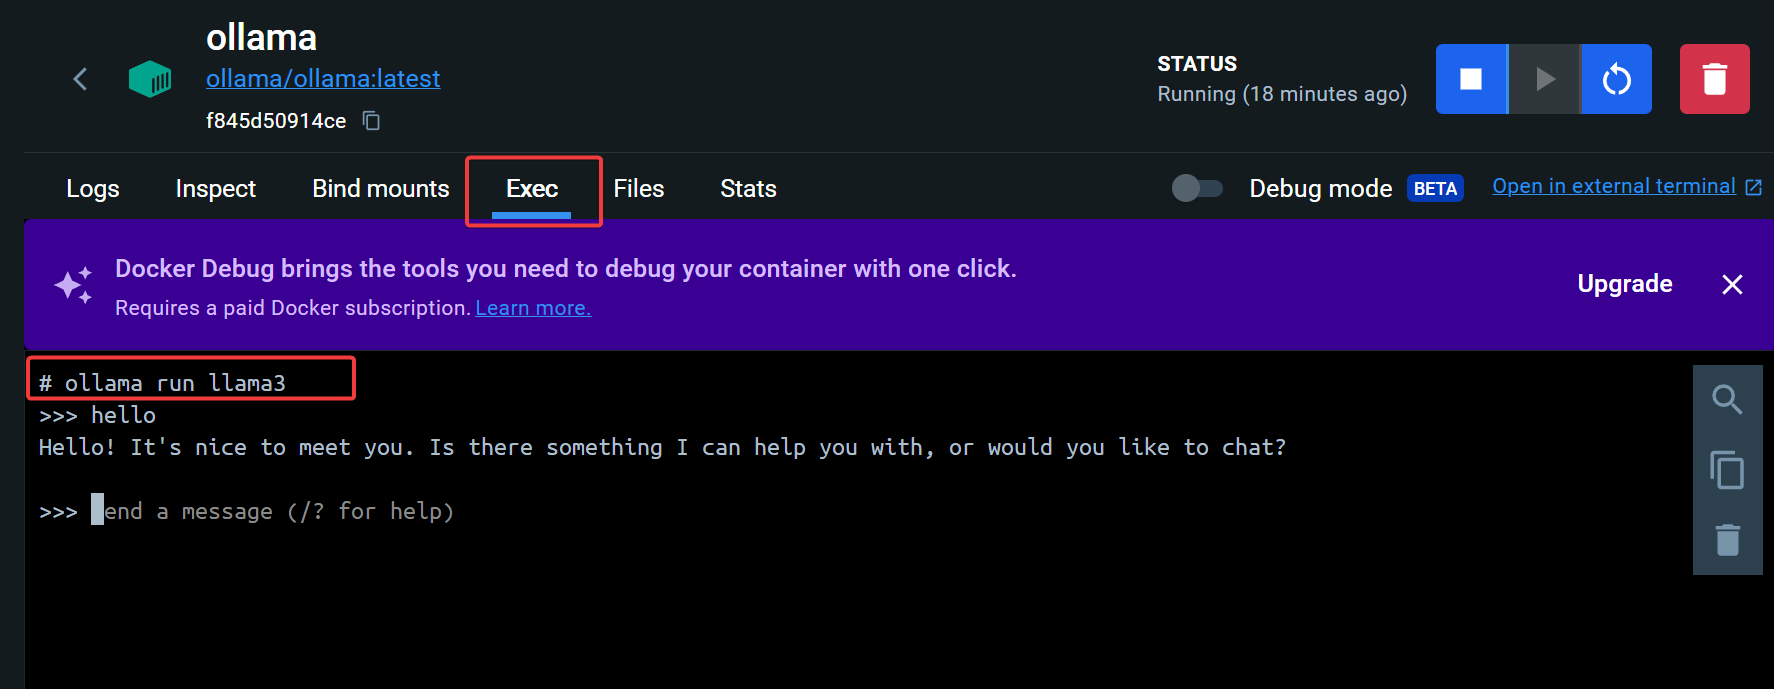 ollama
ollama/ollama:latest
f845d50914ce
STATUS
Running (18 minutes ago)
Logs Inspect Bind mounts Exec Files Stats Debug mode BETA Open in external terminal
Docker Debug brings the tools you need to debug your container with one click.
Requires a paid Docker subscription. Learn more.
Upgrade
# ollama run llama3
>>> hello
Hello! It's nice to meet you. Is there something I can help you with, or would you like to chat?
>>> end a message (/? for help)